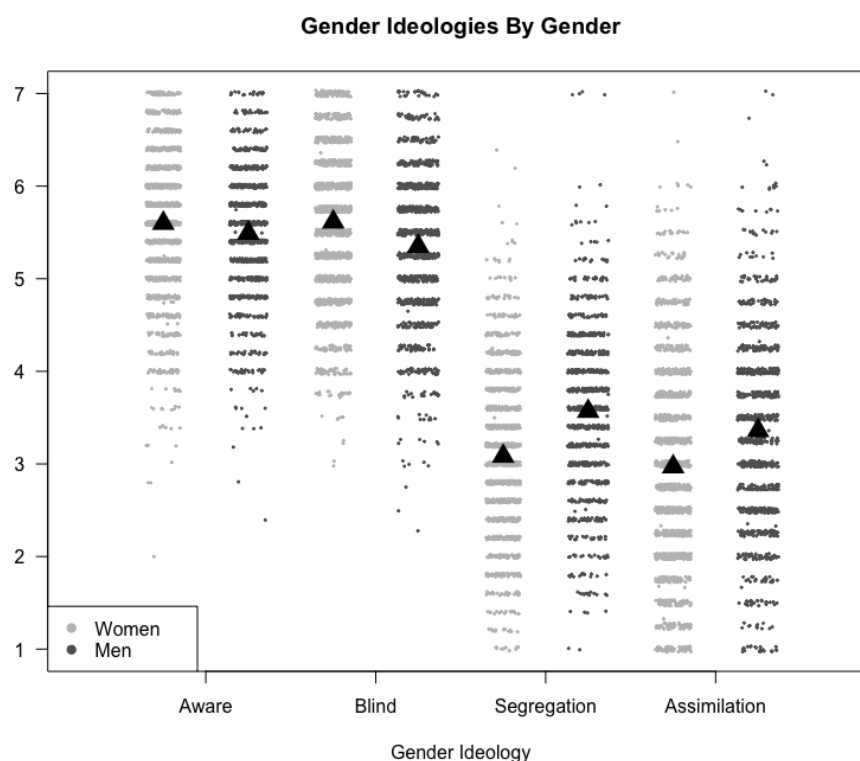 Gender Ideologies By Gender
7
6
5
4
3
2
1
Women
Men
Aware Blind Segregation Assimilation
Gender Ideology